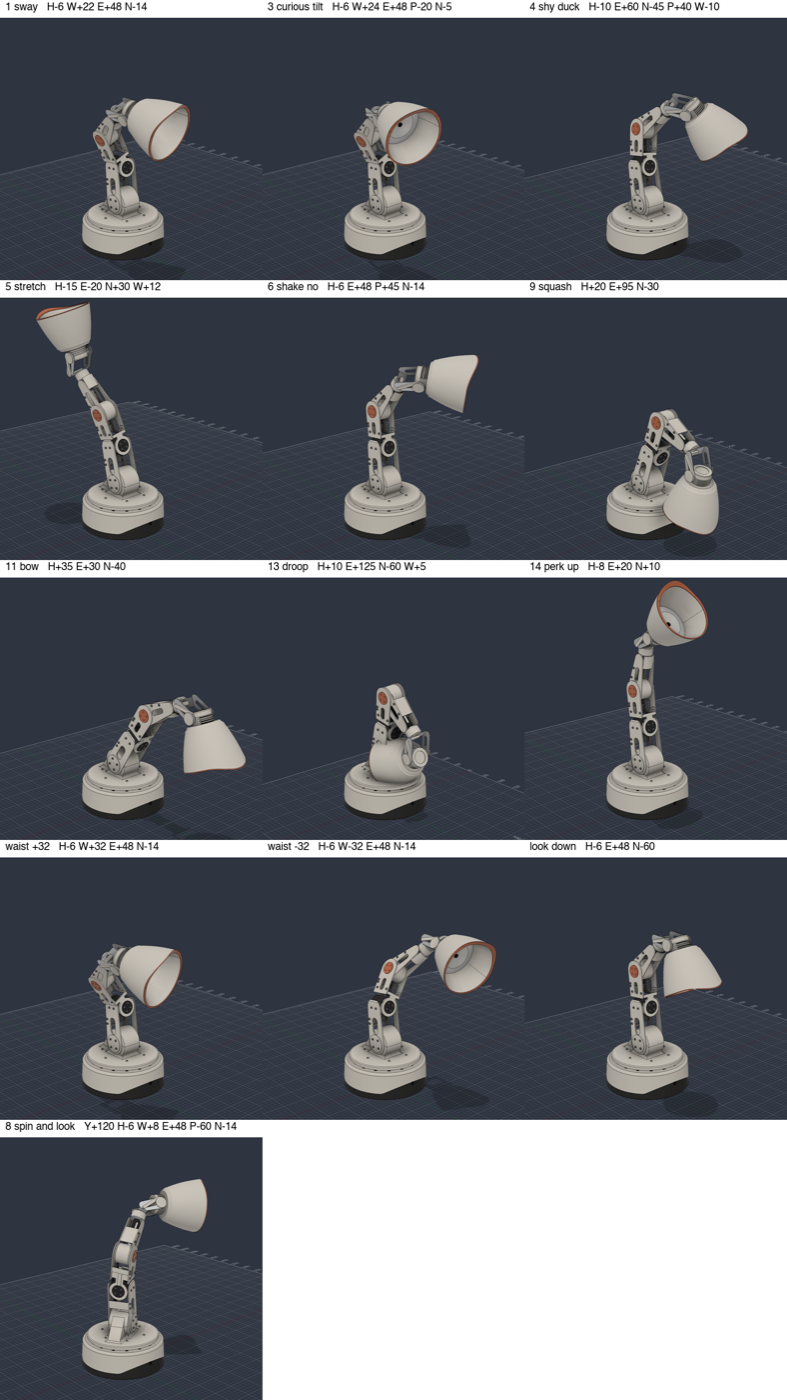 1 sway H-6 W+22 E+48 N-14
3 curious tilt H-6 W+24 E+48 P-20 N-5
4 shy duck H-10 E+60 N-45 P+40 W-10
5 stretch H-15 E-20 N+30 W+12
6 shake no H-6 E+48 P+45 N-14
9 squash H+20 E+95 N-30
11 bow H+35 E+30 N-40
13 droop H+10 E+125 N-60 W+5
14 perk up H-8 E+20 N+10
waist +32 H-6 W+32 E+48 N-14
waist -32 H-6 W-32 E+48 N-14
look down H-6 E+48 N-60
8 spin and look Y+120 H-6 W+8 E+48 P-60 N-14